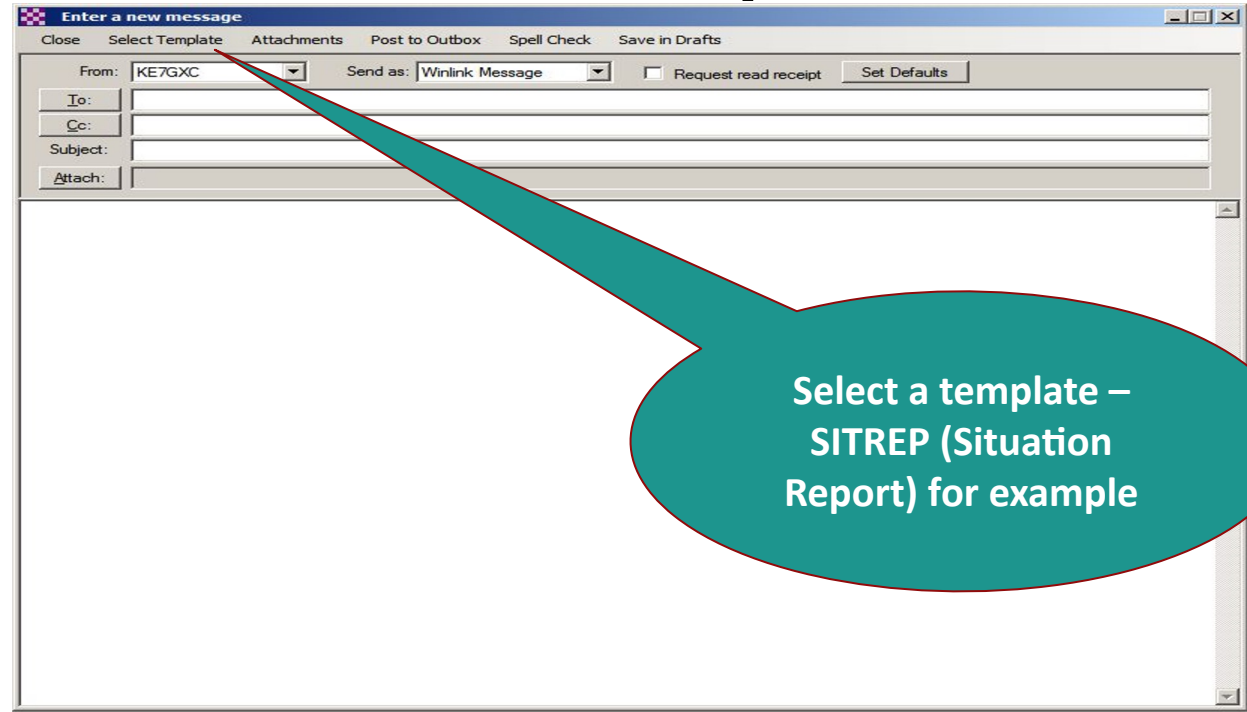 Enter a new message
Close Select Template Attachments Post to Outbox Spell Check Save in Drafts
From: KE7GXC Send as: Winlink Message Request read receipt Set Defaults
To:
Cc:
Subject:
Attach:
Select a template –
SITREP (Situation
Report) for example